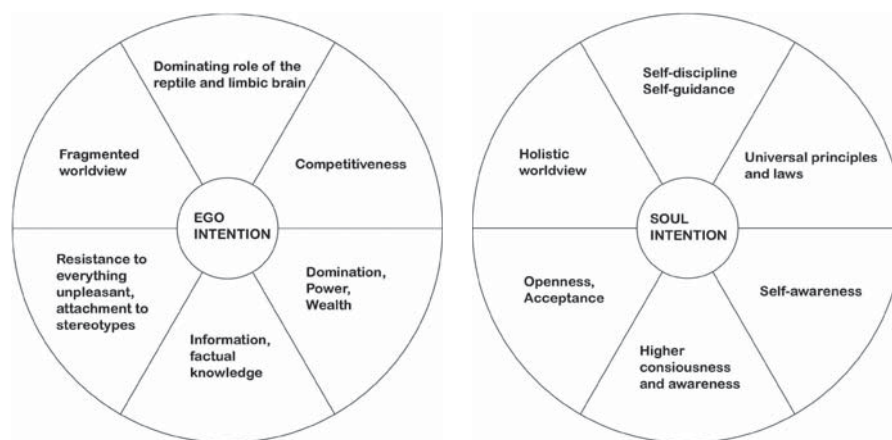 Dominating role of the
reptile and limbic brain
Competitiveness
Domination,
Power,
Wealth
Information,
factual
knowledge
Resistance to
everything
unpleasant,
attachment to
stereotypes
Fragmented
worldview
EGO
INTENTION
Self-discipline
Self-guidance
Universal principles
and laws
Self-awareness
Higher
consiousness
and awareness
Openness,
Acceptance
Holistic
worldview
SOUL
INTENTION